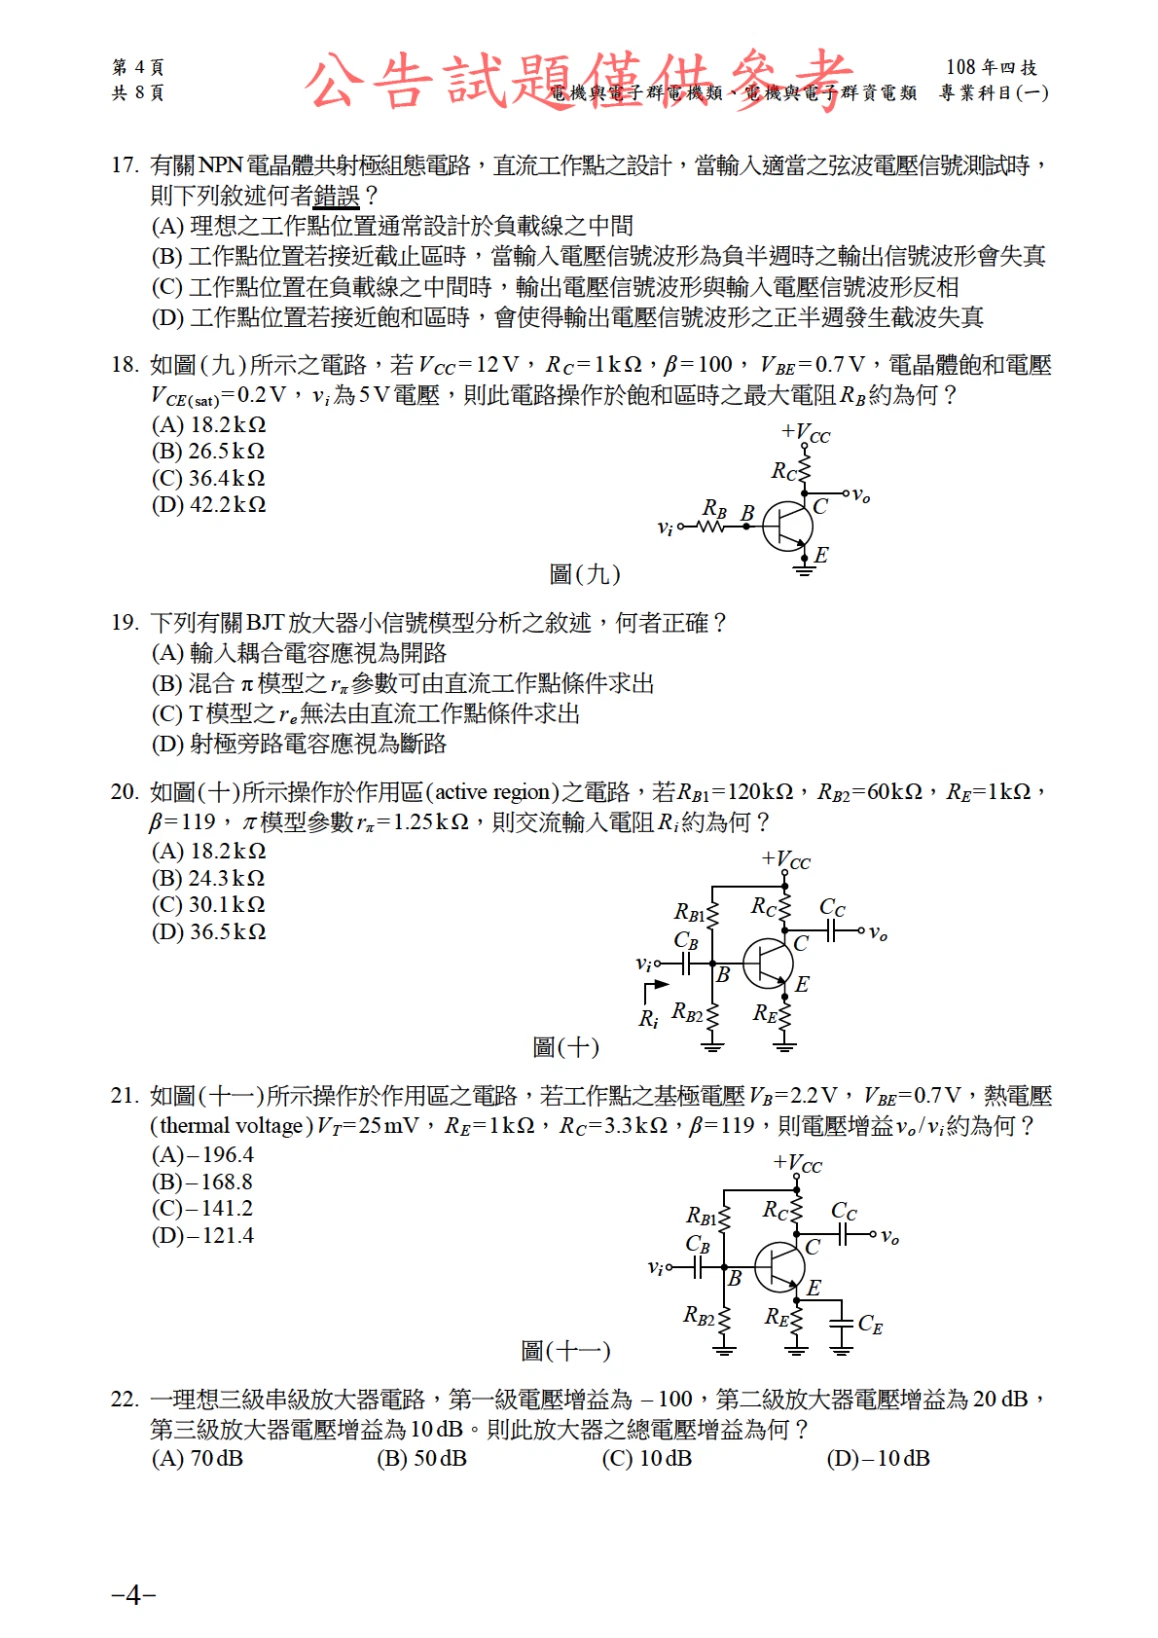 第 4 頁
共 8 頁
公告試題僅供參考
108 年四技
電機與電子群電機類、電機與電子群資電類 專業科目(一)
17. 有關NPN電晶體共射極組態電路，直流工作點之設計，當輸入適當之弦波電壓信號測試時，
則下列敘述何者錯誤？
(A) 理想之工作點位置通常設計於負載線之中間
(B) 工作點位置若接近截止區時，當輸入電壓信號波形為負半週時之輸出信號波形會失真
(C) 工作點位置在負載線之中間時，輸出電壓信號波形與輸入電壓信號波形反相
(D) 工作點位置若接近飽和區時，會使得輸出電壓信號波形之正半週發生截波失真
18. 如圖(九)所示之電路，若VCC=12V，RC=1kΩ，β=100，VBE=0.7V，電晶體飽和電壓
VCE(sat)=0.2V，vi為5V電壓，則此電路操作於飽和區時之最大電阻RB約為何？
(A) 18.2kΩ
(B) 26.5kΩ
(C) 36.4kΩ
(D) 42.2kΩ
+VCC
RC
C
vo
RB
B
vi
E
圖(九)
19. 下列有關BJT放大器小信號模型分析之敘述，何者正確？
(A) 輸入耦合電容應視為開路
(B) 混合π模型之rπ參數可由直流工作點條件求出
(C) T模型之re無法由直流工作點條件求出
(D) 射極旁路電容應視為斷路
20. 如圖(十)所示操作於作用區(active region)之電路，若RB1=120kΩ，RB2=60kΩ，RE=1kΩ，
β=119，π模型參數rπ=1.25kΩ，則交流輸入電阻Ri約為何？
(A) 18.2kΩ
(B) 24.3kΩ
(C) 30.1kΩ
(D) 36.5kΩ
+VCC
RB1
RC
CC
vo
CB
C
vi
B
E
Ri
RB2
RE
圖(十)
21. 如圖(十一)所示操作於作用區之電路，若工作點之基極電壓VB=2.2V，VBE=0.7V，熱電壓
(thermal voltage)VT=25mV，RE=1kΩ，RC=3.3kΩ，β=119，則電壓增益vo/vi約為何？
(A)–196.4
(B)–168.8
(C)–141.2
(D)–121.4
+VCC
RB1
RC
CC
vo
CB
C
vi
B
E
RB2
RE
CE
圖(十一)
22. 一理想三級串級放大器電路，第一級電壓增益為 –100，第二級放大器電壓增益為20 dB，
第三級放大器電壓增益為10dB。則此放大器之總電壓增益為何？
(A) 70dB (B) 50dB (C) 10dB (D)–10dB
–4–